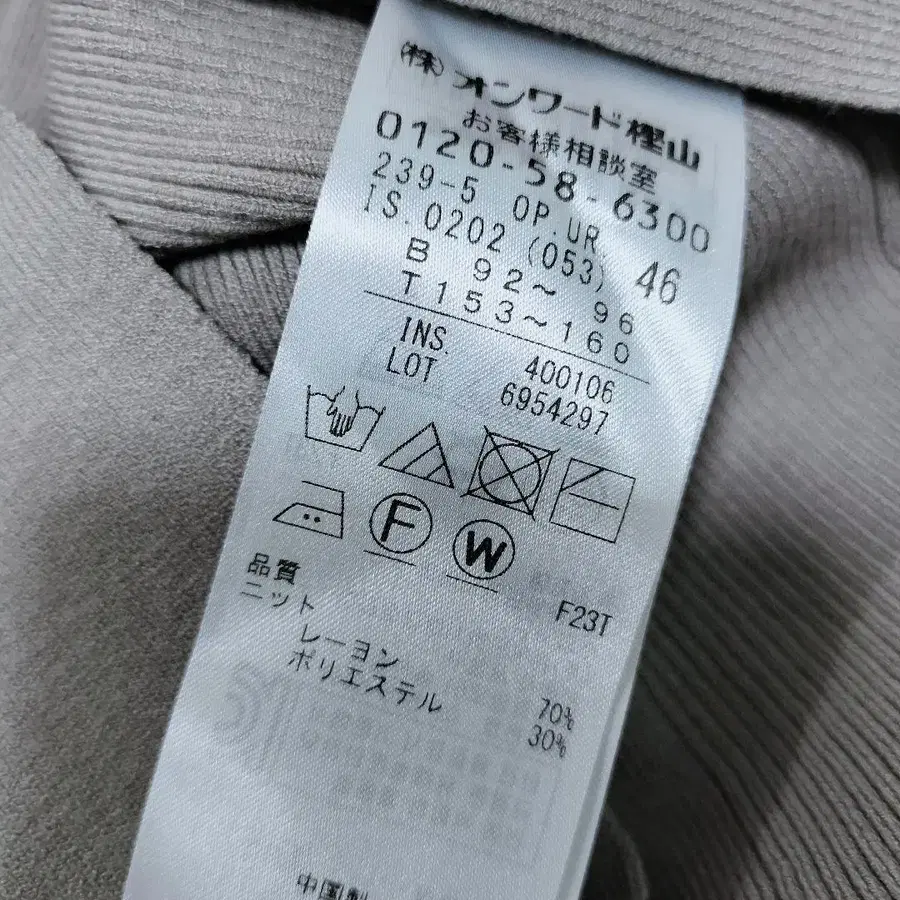 (株)オンワード樫山
お客様相談室
0120-58-6300
239-5 OP.UR
IS.0202 (053) 46
B 92~ 96
T153~160
INS. 400106
LOT 6954297
F W
F23T
品質
ニット
レーヨン 70%
ポリエステル 30%
中国製